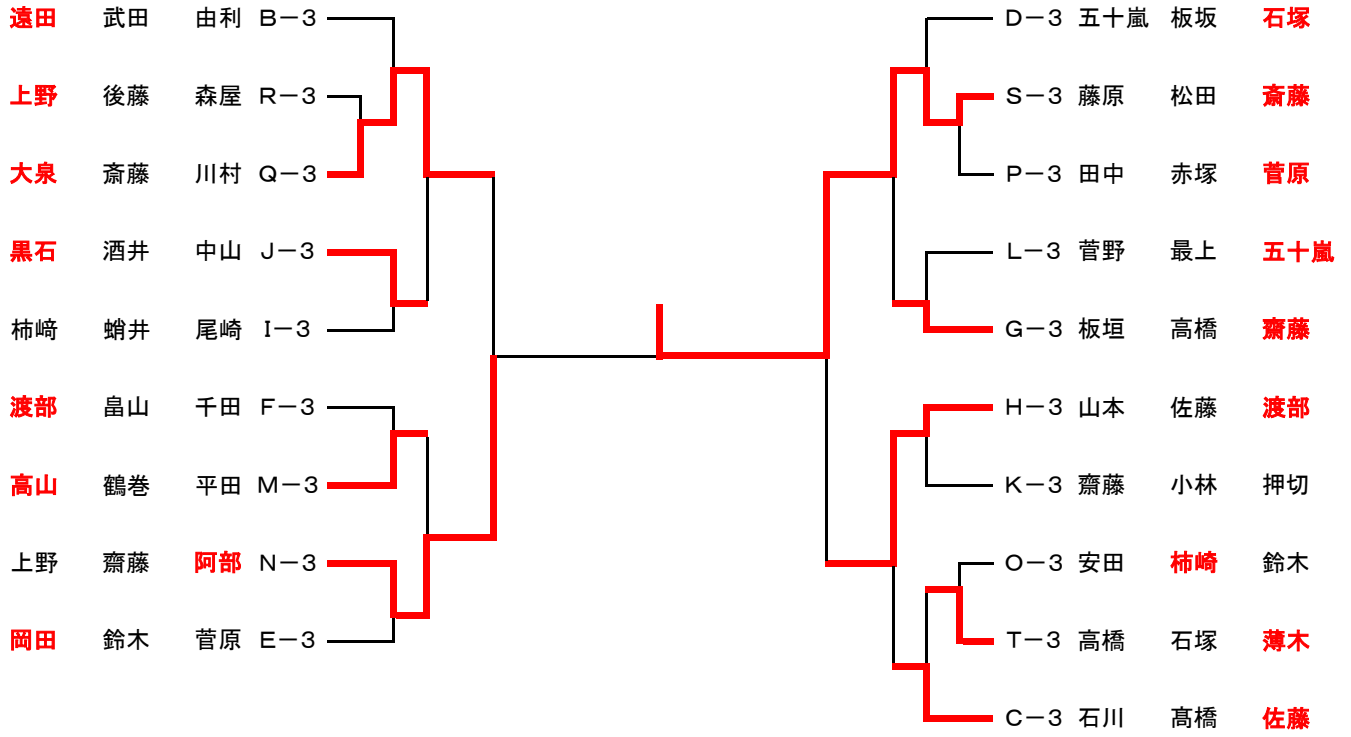 遠田 武田 由利 B－3
上野 後藤 森屋 R－3
大泉 斎藤 川村 Q－3
黒石 酒井 中山 J－3
柿﨑 蛸井 尾崎 I－3
渡部 畠山 千田 F－3
高山 鶴巻 平田 M－3
上野 齋藤 阿部 N－3
岡田 鈴木 菅原 E－3
D－3 五十嵐 板坂 石塚
S－3 藤原 松田 斎藤
P－3 田中 赤塚 菅原
L－3 菅野 最上 五十嵐
G－3 板垣 高橋 齋藤
H－3 山本 佐藤 渡部
K－3 齋藤 小林 押切
O－3 安田 柿崎 鈴木
T－3 高橋 石塚 薄木
C－3 石川 髙橋 佐藤